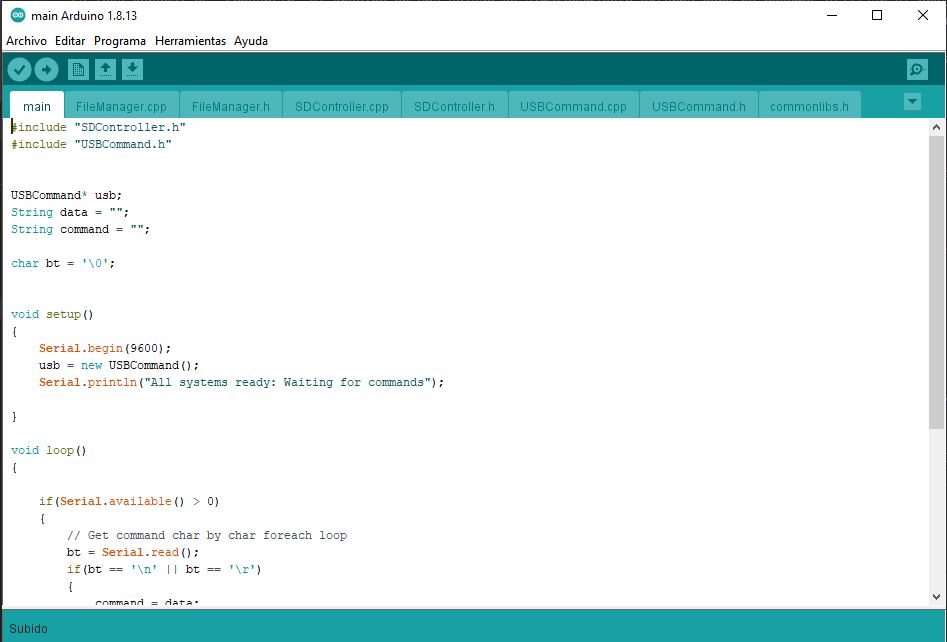 main Arduino 1.8.13
Archivo Editar Programa Herramientas Ayuda
main FileManager.cpp FileManager.h SDController.cpp SDController.h USBCommand.cpp USBCommand.h commonlibs.h
#include "SDController.h"
#include "USBCommand.h"
USBCommand* usb;
String data = "";
String command = "";
char bt = '\0';
void setup()
{
    Serial.begin(9600);
    usb = new USBCommand();
    Serial.println("All systems ready: Waiting for commands");
}
void loop()
{
    if(Serial.available() > 0)
    {
        // Get command char by char foreach loop
        bt = Serial.read();
        if(bt == '\n' || bt == '\r')
        {
            command = data;
Subido